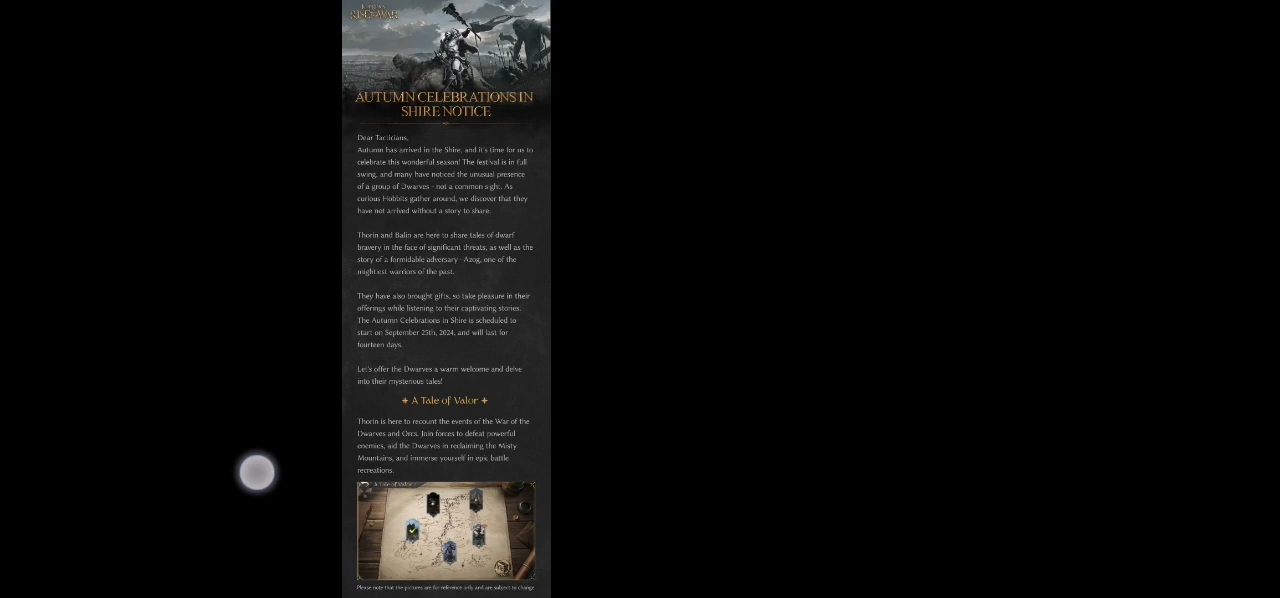 RISE WAR
AUTUMN CELEBRATIONS IN
SHIRE NOTICE
Dear Tacticians,
Autumn has arrived in the Shire, and it's time for us to
celebrate this wonderful season! The festival is in full
swing, and many have noticed the unusual presence
of a group of Dwarves - not a common sight. As
curious Hobbits gather around, we discover that they
have not arrived without a story to share.
Thorin and Balin are here to share tales of dwarf
bravery in the face of significant threats, as well as the
story of a formidable adversary - Azog, one of the
mightiest warriors of the past.
They have also brought gifts, so take pleasure in their
offerings while listening to their captivating stories.
The Autumn Celebrations in Shire is scheduled to
start on September 25th, 2024, and will last for
fourteen days.
Let's offer the Dwarves a warm welcome and delve
into their mysterious tales!
A Tale of Valor
Thorin is here to recount the events of the War of the
Dwarves and Orcs. Join forces to defeat powerful
enemies, aid the Dwarves in reclaiming the Misty
Mountains, and immerse yourself in epic battle
recreations.
A Tale of Valor
Please note that the pictures are for reference only and are subject to change